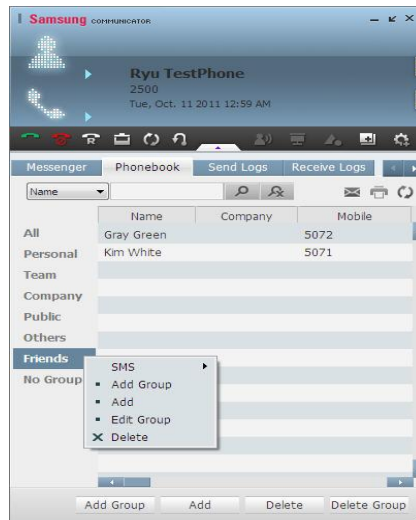 Samsung COMMUNICATOR
Ryu TestPhone
2500
Tue, Oct. 11 2011 12:59 AM
Messenger Phonebook Send Logs Receive Logs
Name
Name Company Mobile
All
Gray Green 5072
Personal
Kim White 5071
Team
Company
Public
Others
Friends
No Group
SMS
Add Group
Add
Edit Group
Delete
Add Group Add Delete Delete Group